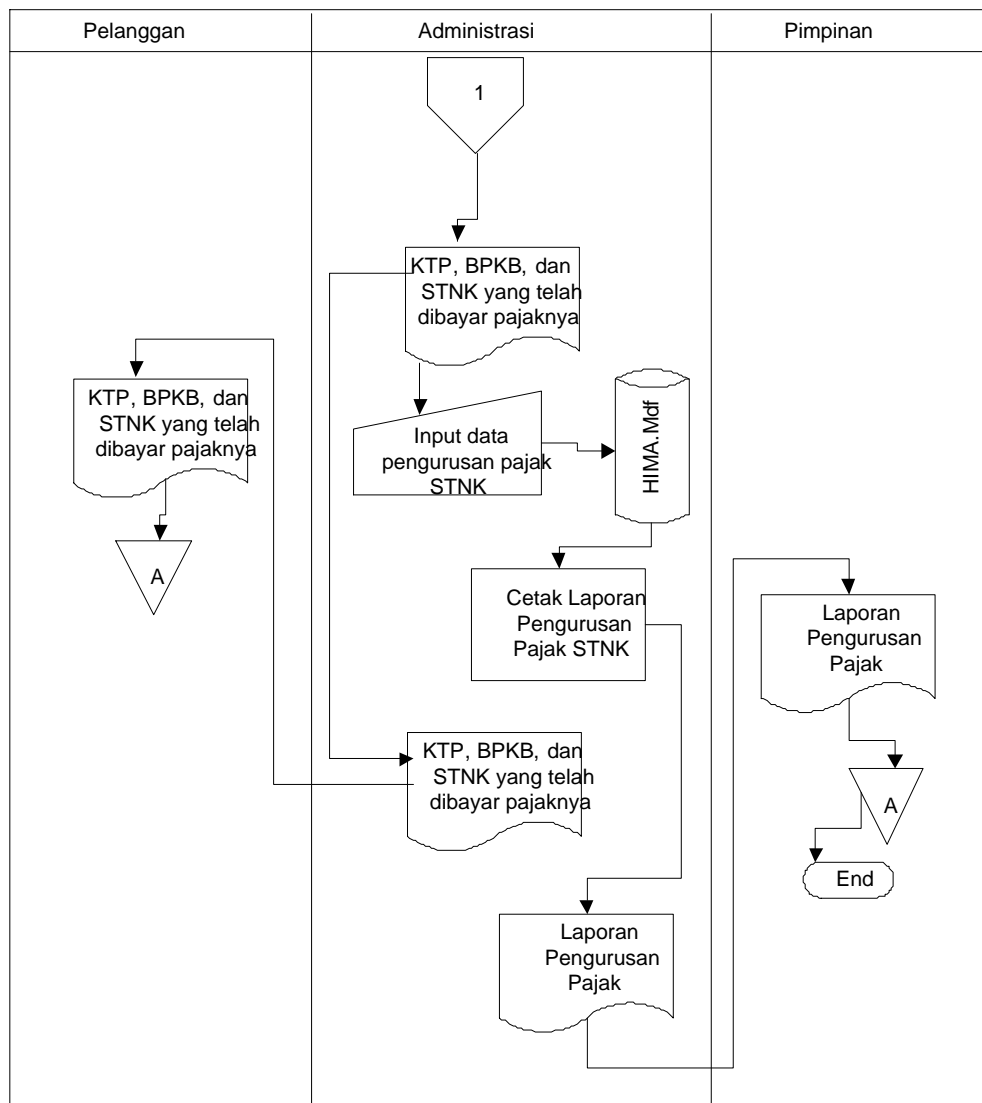 Pelanggan
Administrasi
Pimpinan
1
KTP, BPKB, dan
STNK yang telah
dibayar pajaknya
KTP, BPKB, dan
STNK yang telah
dibayar pajaknya
A
Input data
pengurusan pajak
STNK
HIMA.Mdf
Cetak Laporan
Pengurusan
Pajak STNK
KTP, BPKB, dan
STNK yang telah
dibayar pajaknya
Laporan
Pengurusan
Pajak
Laporan
Pengurusan
Pajak
A
End